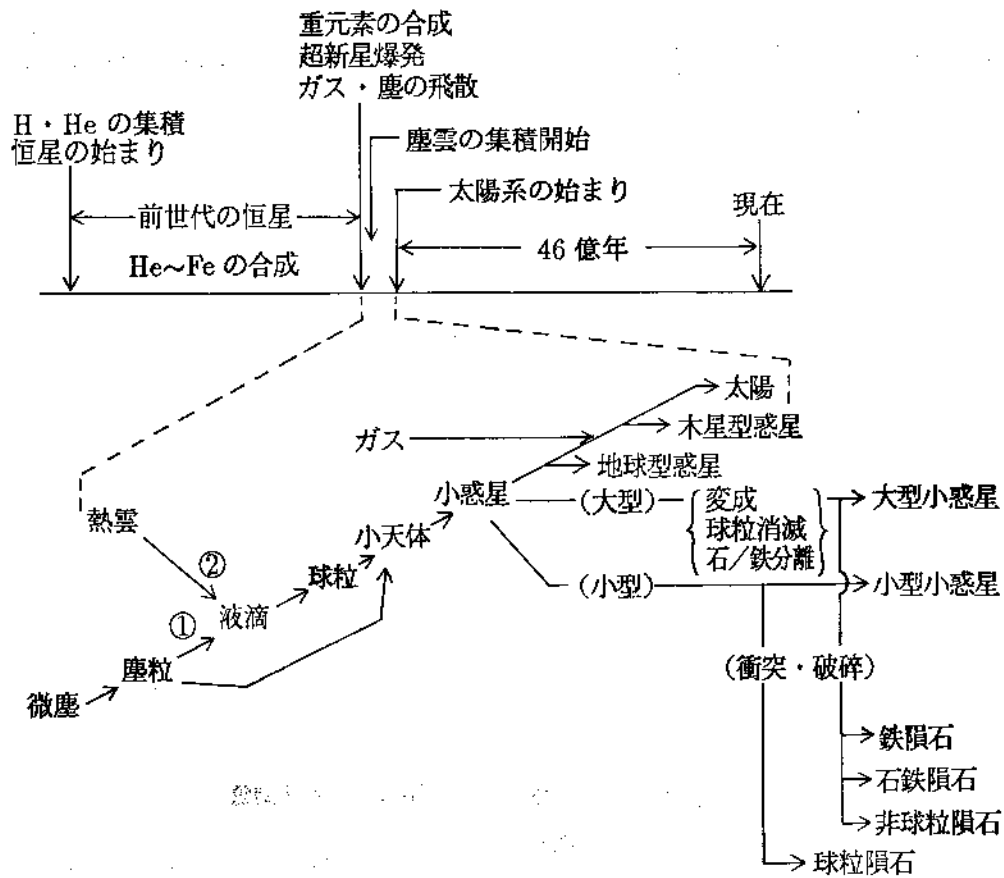 重元素の合成
超新星爆発
ガス・塵の飛散
H・He の集積
恒星の始まり
塵雲の集積開始
太陽系の始まり
現在
前世代の恒星
46 億年
He～Fe の合成
太陽
木星型惑星
ガス
地球型惑星
小惑星
(大型)
変成
球粒消滅
石/鉄分離
大型小惑星
熱雲
小天体
②
球粒
(小型)
小型小惑星
液滴
①
塵粒
(衝突・破碎)
微塵
鉄隕石
石鉄隕石
非球粒隕石
球粒隕石